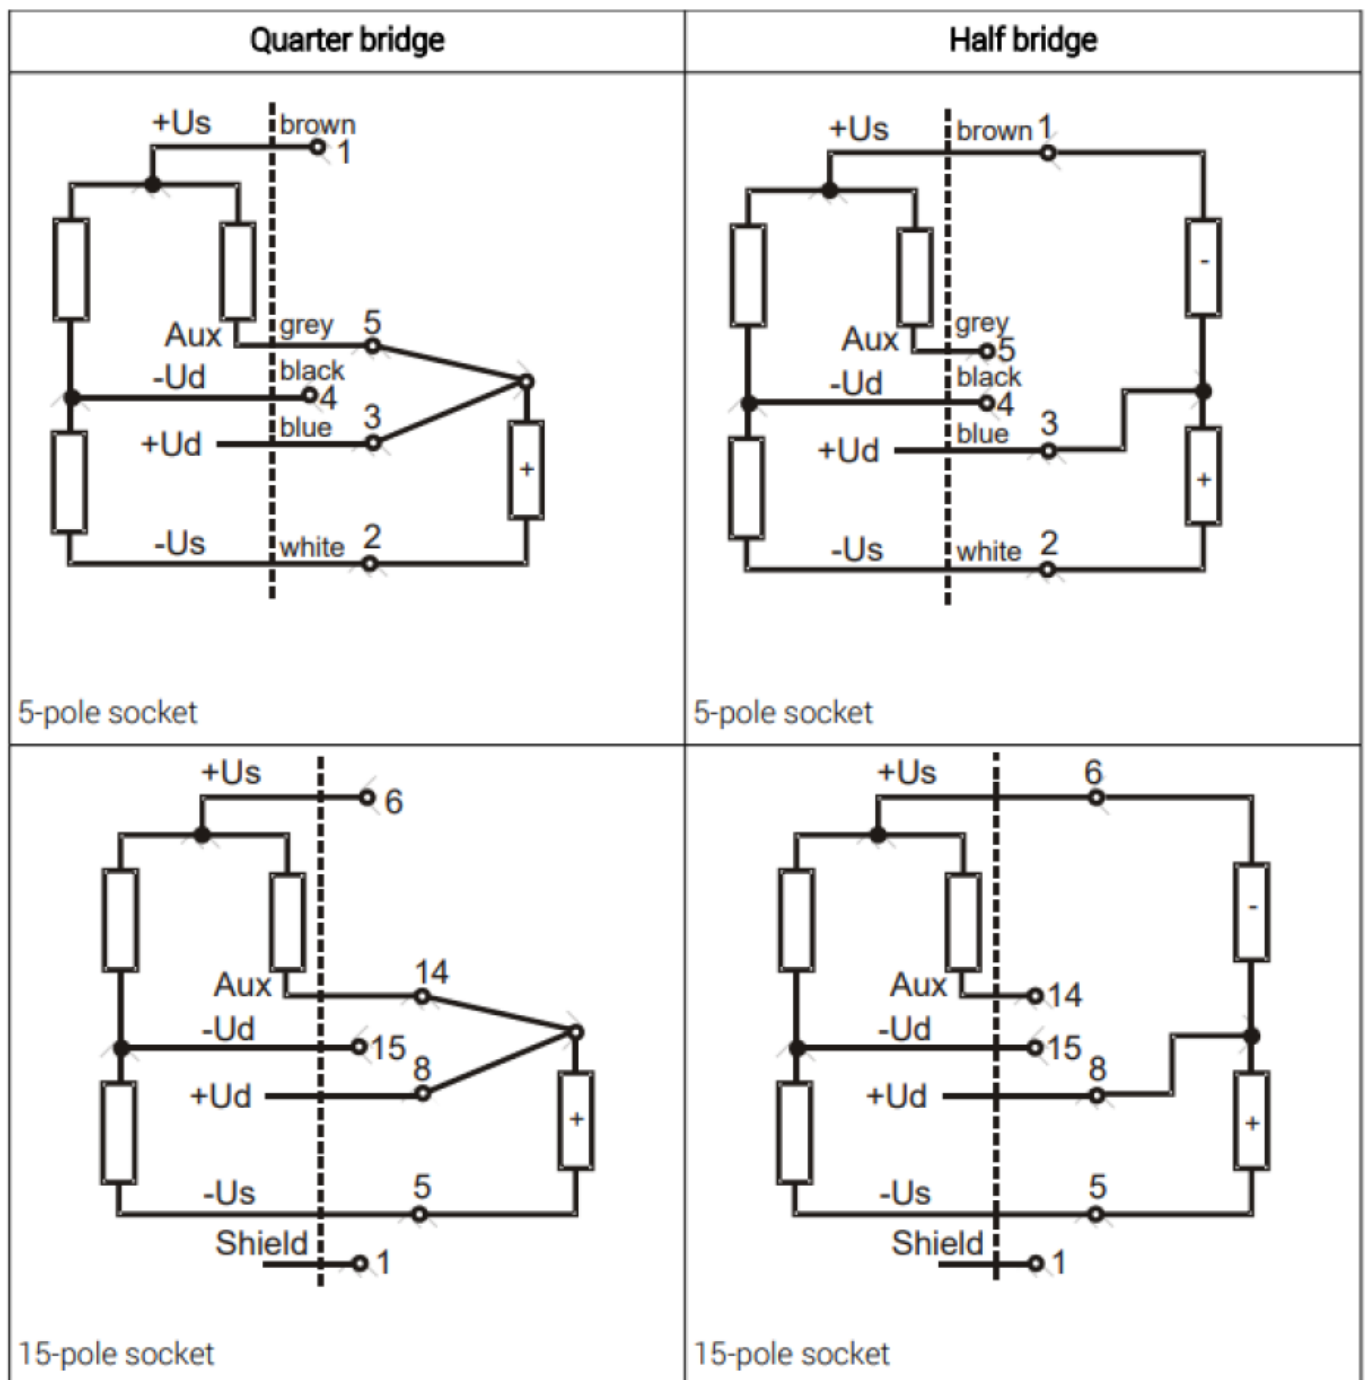 Quarter bridge
Half bridge
+Us
brown
1
Aux
grey
5
-Ud
black
4
+Ud
blue
3
+
-Us
white
2
5-pole socket
+Us
brown
1
-
Aux
grey
5
-Ud
black
4
+Ud
blue
3
+
-Us
white
2
5-pole socket
+Us
6
Aux
14
-Ud
15
+Ud
8
+
-Us
5
Shield
1
15-pole socket
+Us
6
-
Aux
14
-Ud
15
+Ud
8
+
-Us
5
Shield
1
15-pole socket